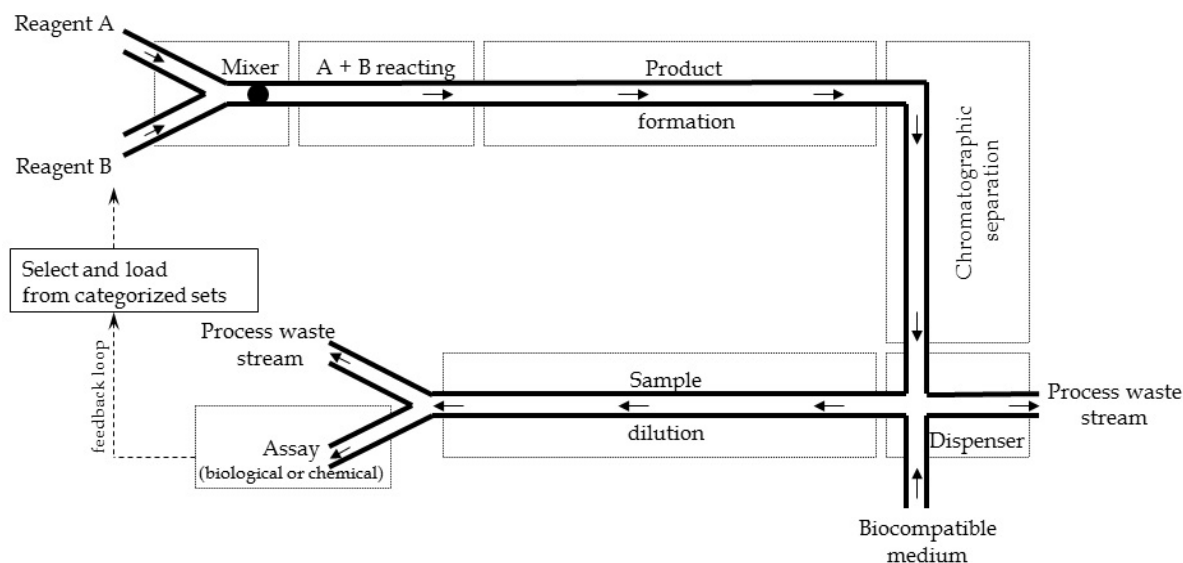 Reagent A
Mixer
A + B reacting
Product
formation
Reagent B
Chromatographic
separation
Select and load
from categorized sets
feedback loop
Process waste
stream
Sample
dilution
Process waste
stream
Dispenser
Assay
(biological or chemical)
Biocompatible
medium